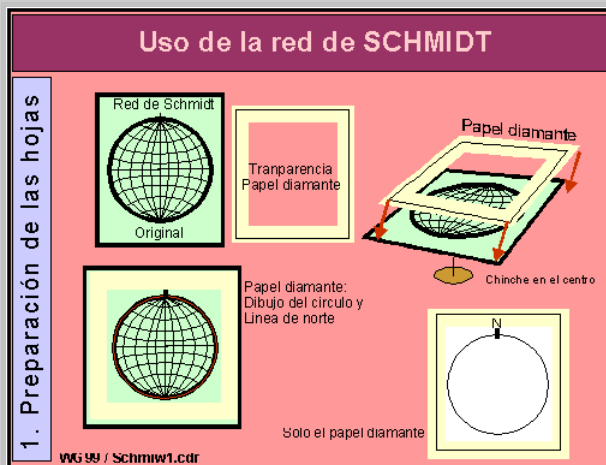 Uso de la red de SCHMIDT
1. Preparación de las hojas
Red de Schmidt
Original
Tranparencia
Papel diamante
Papel diamante
Chinche en el centro
Papel diamante:
Dibujo del circulo y
Linea de norte
N
Solo el papel diamante
WG 99 / Schmiw1.cdr